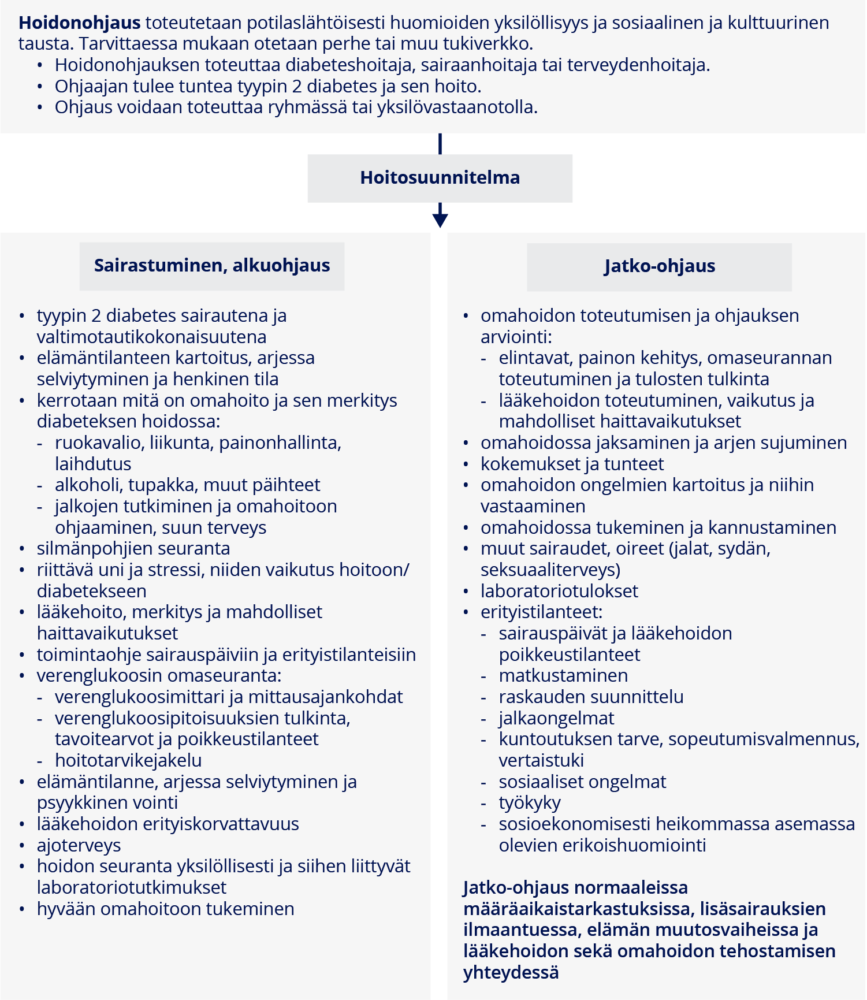 Hoidonohjaus toteutetaan potilaslähtöisesti huomioiden yksilöllisyys ja sosiaalinen ja kulttuurinen
tausta. Tarvittaessa mukaan otetaan perhe tai muu tukiverkko.
• Hoidonohjauksen toteuttaa diabeteshoitaja, sairaanhoitaja tai terveydenhoitaja.
• Ohjaajan tulee tuntea tyypin 2 diabetes ja sen hoito.
• Ohjaus voidaan toteuttaa ryhmässä tai yksilövastaanotolla.
Hoitosuunnitelma
Sairastuminen, alkuohjaus
• tyypin 2 diabetes sairautena ja
valtimotautikokonaisuutena
• elämäntilanteen kartoitus, arjessa
selviytyminen ja henkinen tila
• kerrotaan mitä on omahoito ja sen merkitys
diabeteksen hoidossa:
- ruokavalio, liikunta, painonhallinta,
laihdutus
- alkoholi, tupakka, muut päihteet
- jalkojen tutkiminen ja omahoitoon
ohjaaminen, suun terveys
• silmänpohjien seuranta
• riittävä uni ja stressi, niiden vaikutus hoitoon/
diabetekseen
• lääkehoito, merkitys ja mahdolliset
haittavaikutukset
• toimintaohje sairauspäiviin ja erityistilanteisiin
• verenglukoosin omaseuranta:
- verenglukoosimittari ja mittausajankohdat
- verenglukoosipitoisuuksien tulkinta,
tavoitearvot ja poikkeustilanteet
- hoitotarvikejakelu
• elämäntilanne, arjessa selviytyminen ja
psyykkinen vointi
• lääkehoidon erityiskorvattavuus
• ajoterveys
• hoidon seuranta yksilöllisesti ja siihen liittyvät
laboratoriotutkimukset
• hyvään omahoitoon tukeminen
Jatko-ohjaus
• omahoidon toteutumisen ja ohjauksen
arviointi:
- elintavat, painon kehitys, omaseurannan
toteutuminen ja tulosten tulkinta
- lääkehoidon toteutuminen, vaikutus ja
mahdolliset haittavaikutukset
• omahoidossa jaksaminen ja arjen sujuminen
• kokemukset ja tunteet
• omahoidon ongelmien kartoitus ja niihin
vastaaminen
• omahoidossa tukeminen ja kannustaminen
• muut sairaudet, oireet (jalat, sydän,
seksuaaliterveys)
• laboratoriotulokset
• erityistilanteet:
- sairauspäivät ja lääkehoidon
poikkeustilanteet
- matkustaminen
- raskauden suunnittelu
- jalkaongelmat
- kuntoutuksen tarve, sopeutumisvalmennus,
vertaistuki
- sosiaaliset ongelmat
- työkyky
- sosioekonomisesti heikommassa asemassa
olevien erikoishuomiointi
Jatko-ohjaus normaaleissa
määräaikaistarkastuksissa, lisäsairauksien
ilmaantuessa, elämän muutosvaiheissa ja
lääkehoidon sekä omahoidon tehostamisen
yhteydessä